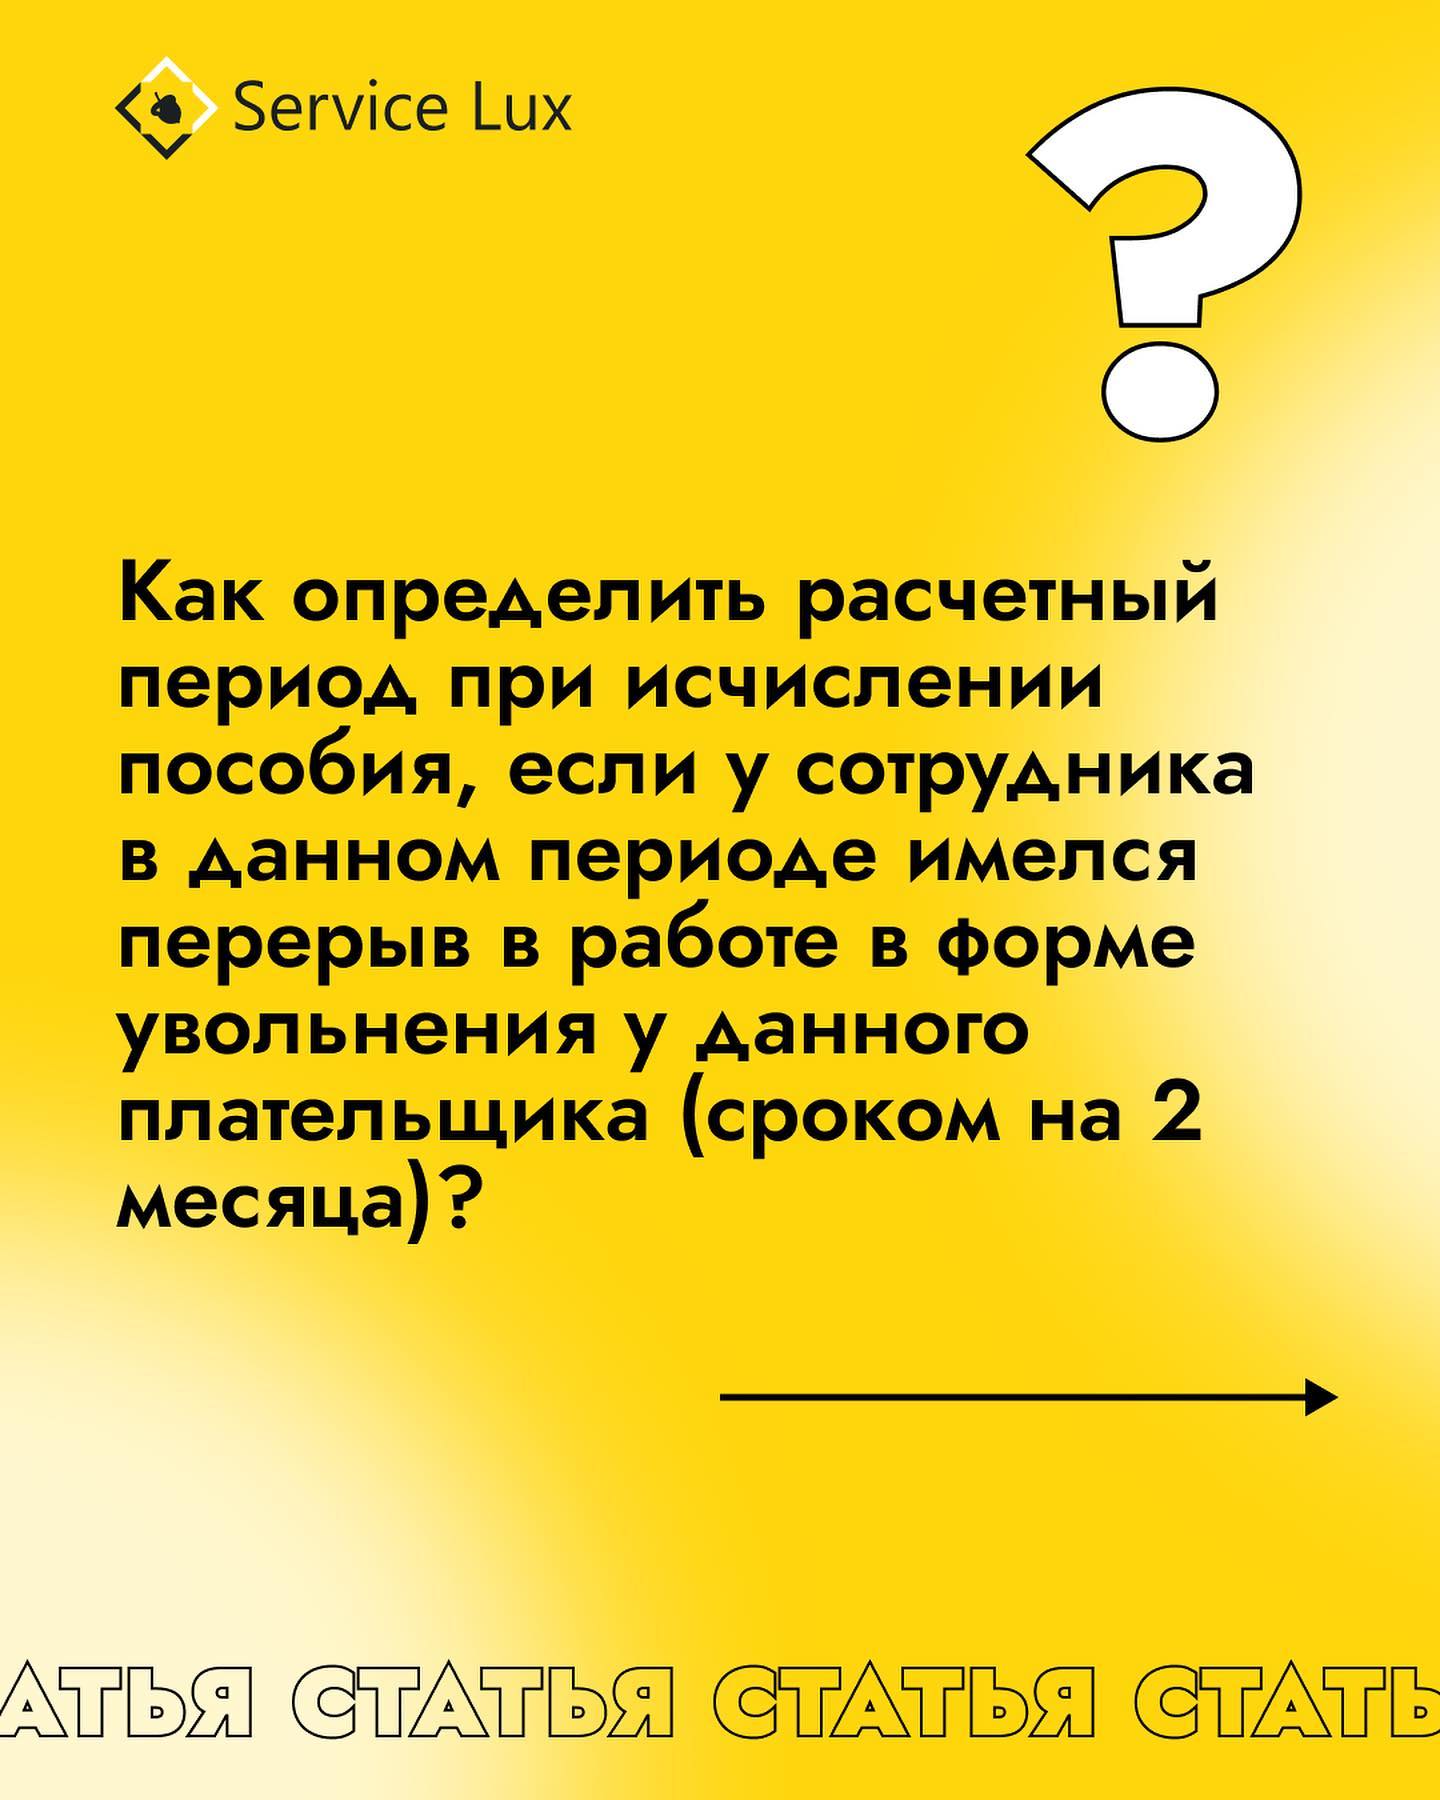 Service Lux
?
Как определить расчетный
период при исчислении
пособия, если у сотрудника
в данном периоде имелся
перерыв в работе в форме
увольнения у данного
плательщика (сроком на 2
месяца)?
АТЬЯ СТАТЬЯ СТАТЬЯ СТАТЬ